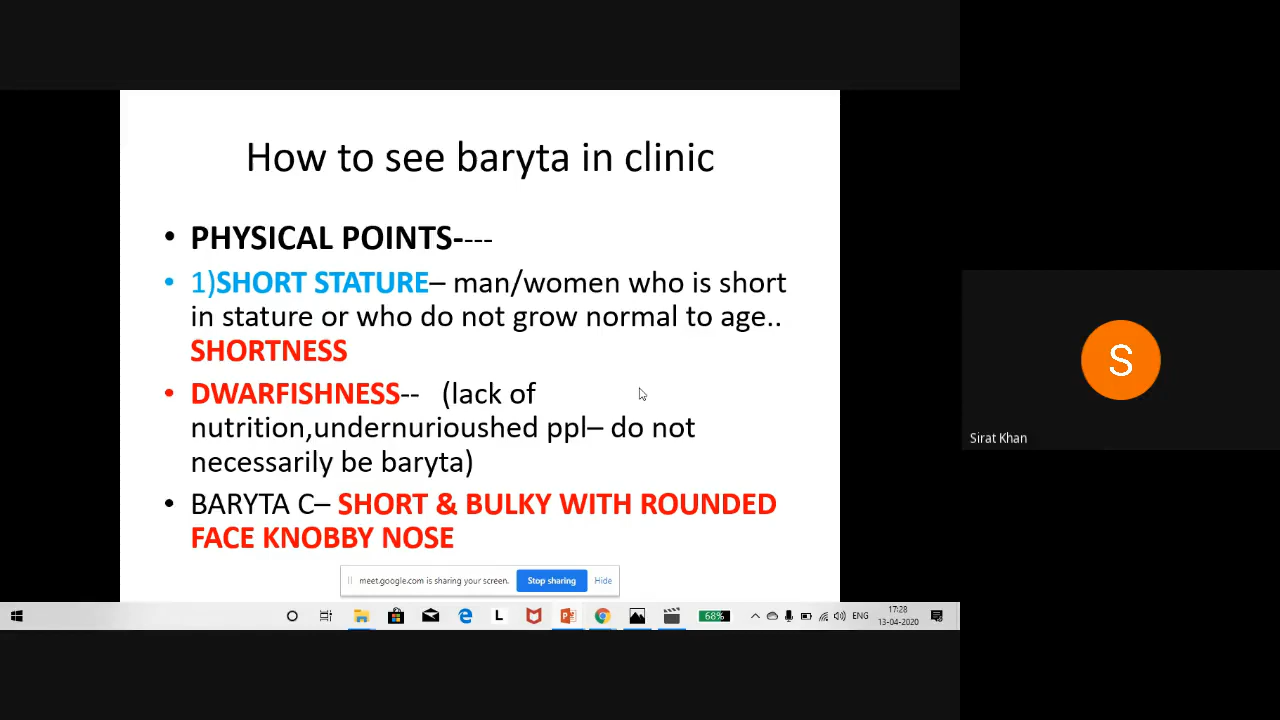 How to see baryta in clinic
• PHYSICAL POINTS----
• 1)SHORT STATURE– man/women who is short
in stature or who do not grow normal to age..
SHORTNESS
• DWARFISHNESS-- (lack of
nutrition,undernurioushed ppl– do not
necessarily be baryta)
• BARYTA C– SHORT & BULKY WITH ROUNDED
FACE KNOBBY NOSE
meet.google.com is sharing your screen. Stop sharing Hide
L 68% ENG 17:28
13-04-2020
S
Sirat Khan